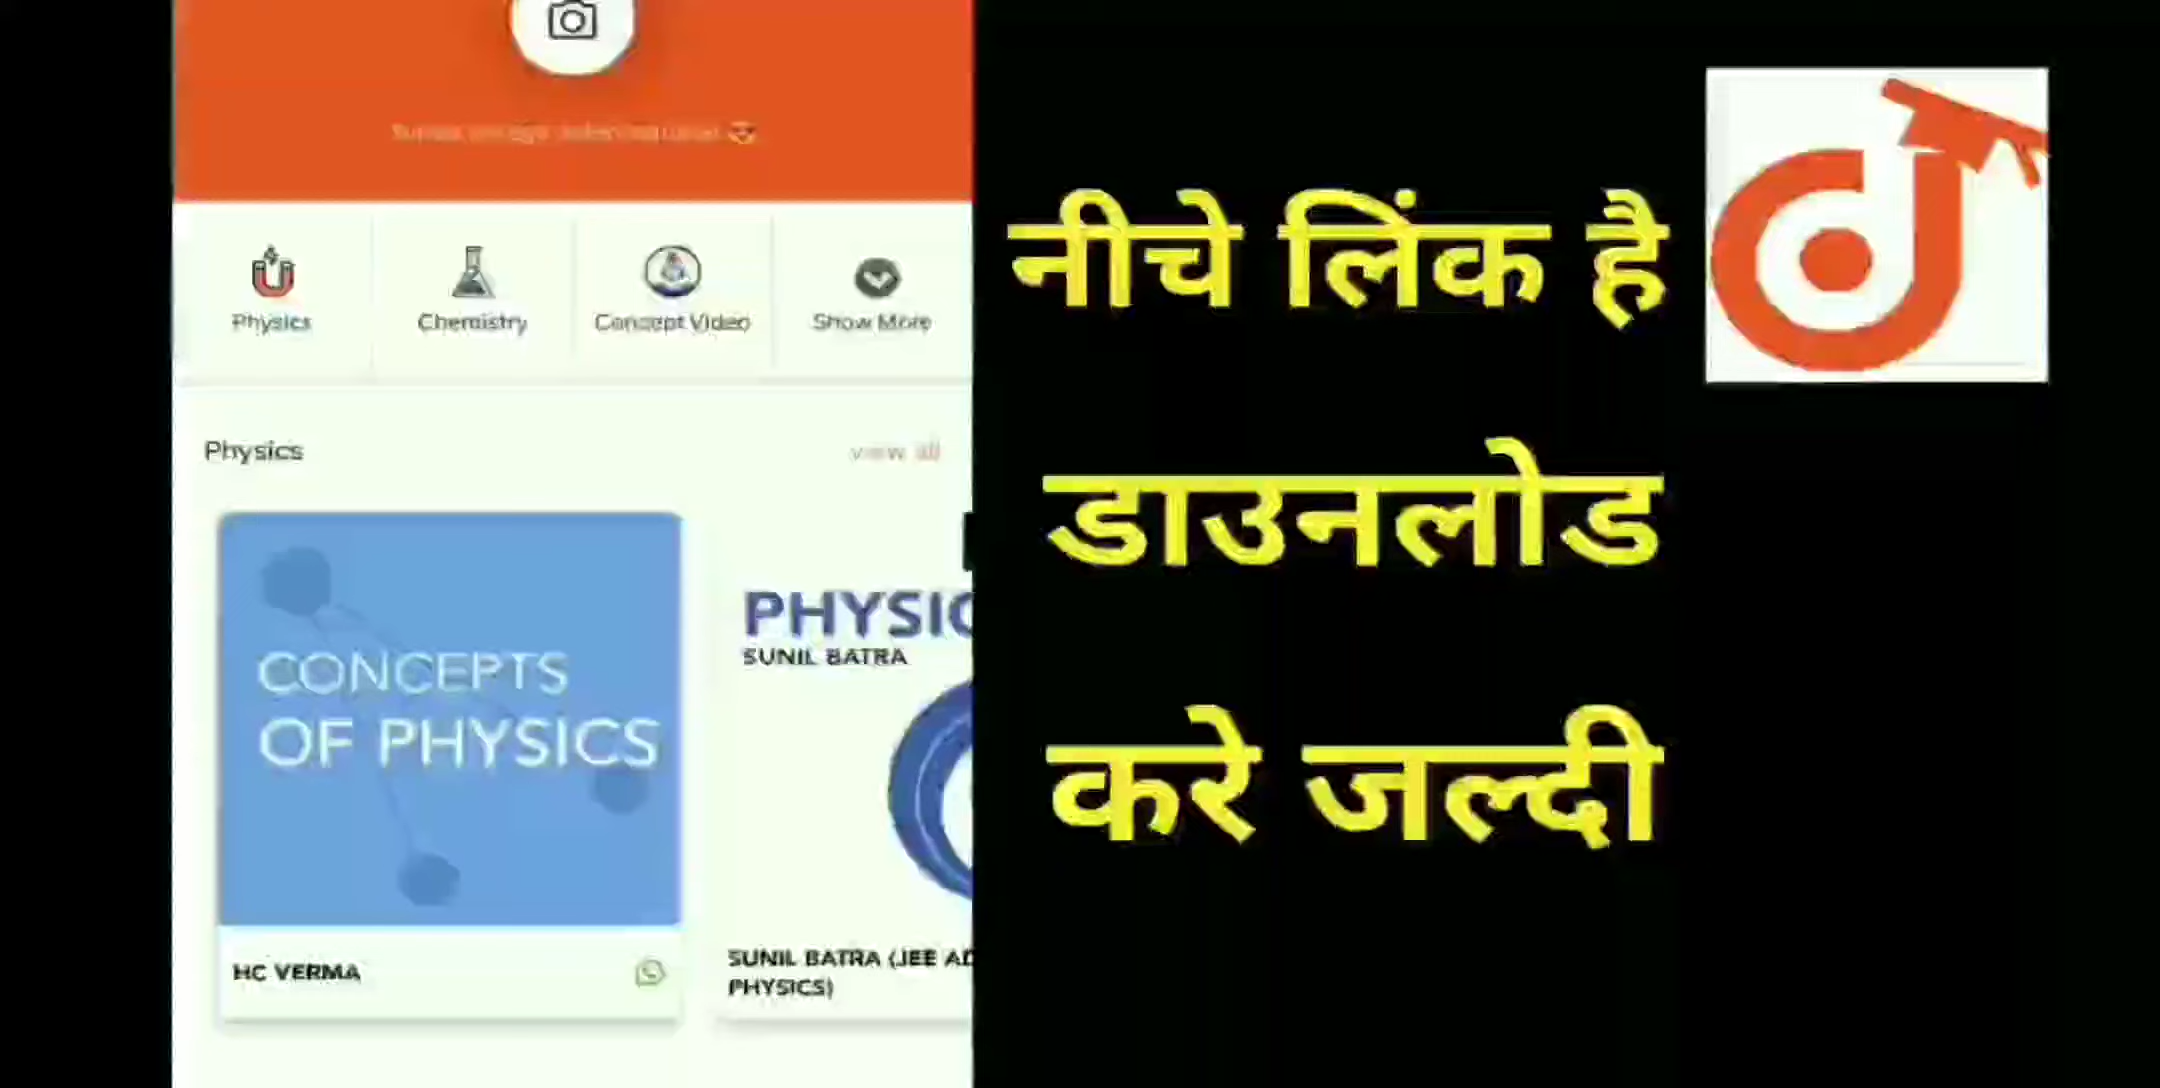 Physics
Chemistry
Concept Video
Show More
Physics
view all
CONCEPTS
OF PHYSICS
HC VERMA
PHYSIC
SUNIL BATRA
SUNIL BATRA (JEE AD
PHYSICS)
नीचे लिंक है
डाउनलोड
करे जल्दी